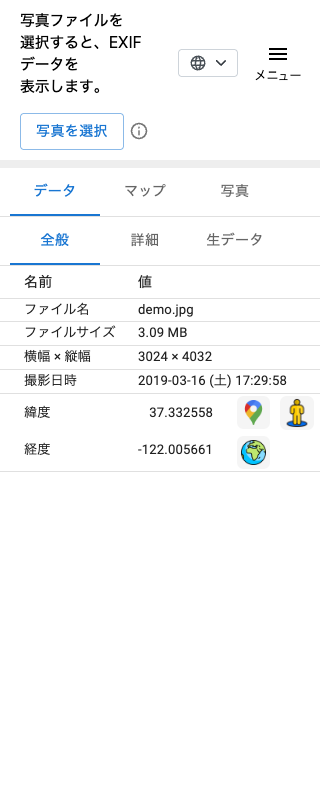 写真ファイルを
選択すると、EXIF
データを
表示します。
メニュー
写真を選択
データ マップ 写真
全般 詳細 生データ
名前 値
ファイル名 demo.jpg
ファイルサイズ 3.09 MB
横幅 × 縦幅 3024 × 4032
撮影日時 2019-03-16 (土) 17:29:58
緯度 37.332558
経度 -122.005661